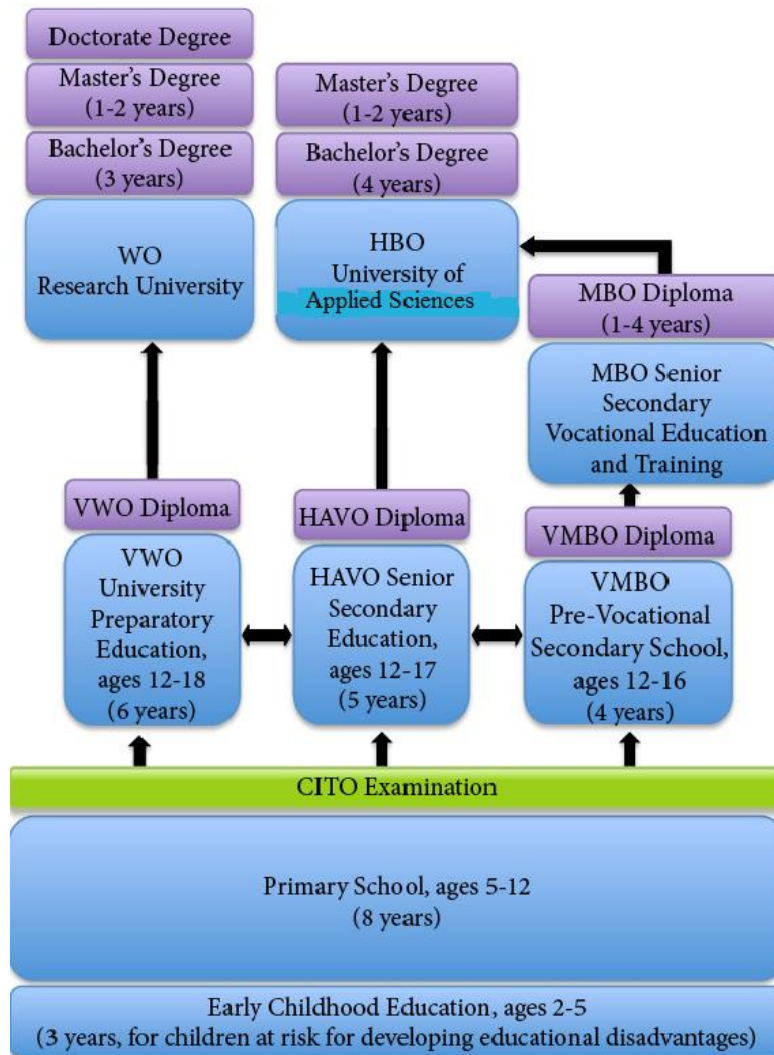 Doctorate Degree
Master's Degree
(1-2 years)
Bachelor's Degree
(3 years)
WO
Research University
Master's Degree
(1-2 years)
Bachelor's Degree
(4 years)
HBO
University of
Applied Sciences
MBO Diploma
(1-4 years)
MBO Senior
Secondary
Vocational Education
and Training
VWO Diploma
VWO
University
Preparatory
Education,
ages 12-18
(6 years)
HAVO Diploma
HAVO Senior
Secondary
Education,
ages 12-17
(5 years)
VMBO Diploma
VMBO
Pre-Vocational
Secondary School,
ages 12-16
(4 years)
CITO Examination
Primary School, ages 5-12
(8 years)
Early Childhood Education, ages 2-5
(3 years, for children at risk for developing educational disadvantages)